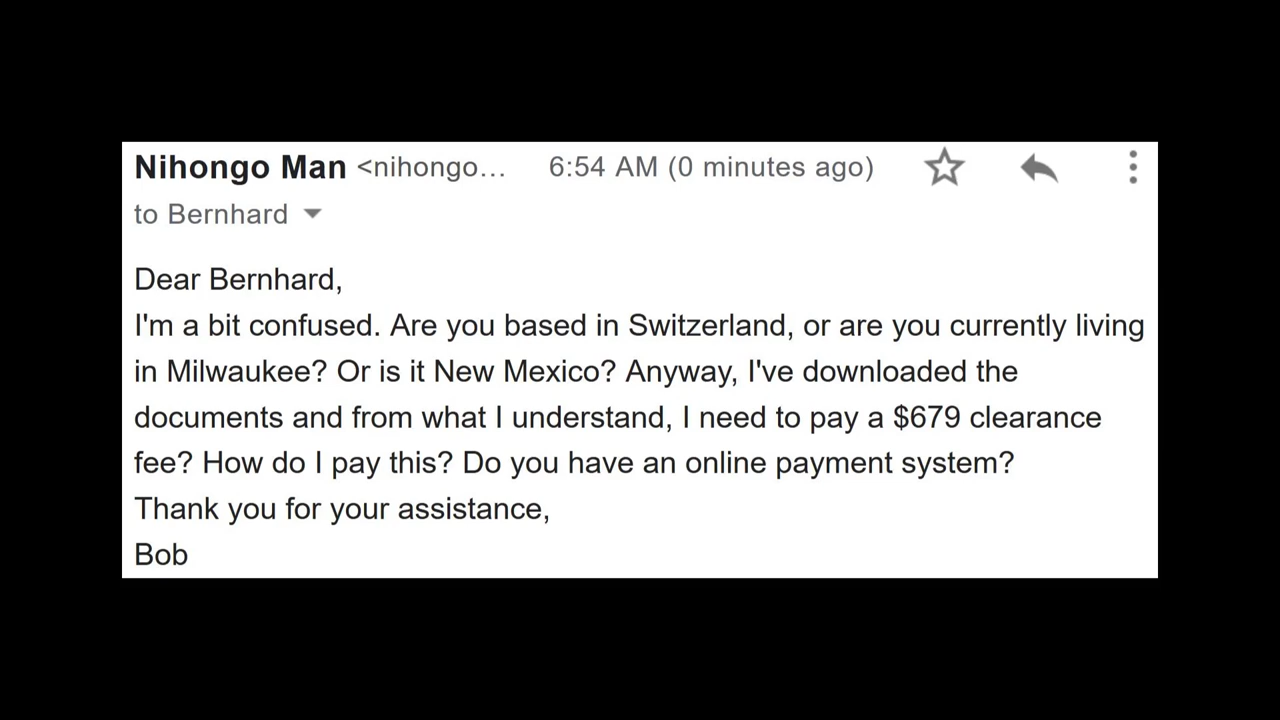 Nihongo Man <nihongo... 6:54 AM (0 minutes ago)
to Bernhard
Dear Bernhard,
I'm a bit confused. Are you based in Switzerland, or are you currently living
in Milwaukee? Or is it New Mexico? Anyway, I've downloaded the
documents and from what I understand, I need to pay a $679 clearance
fee? How do I pay this? Do you have an online payment system?
Thank you for your assistance,
Bob